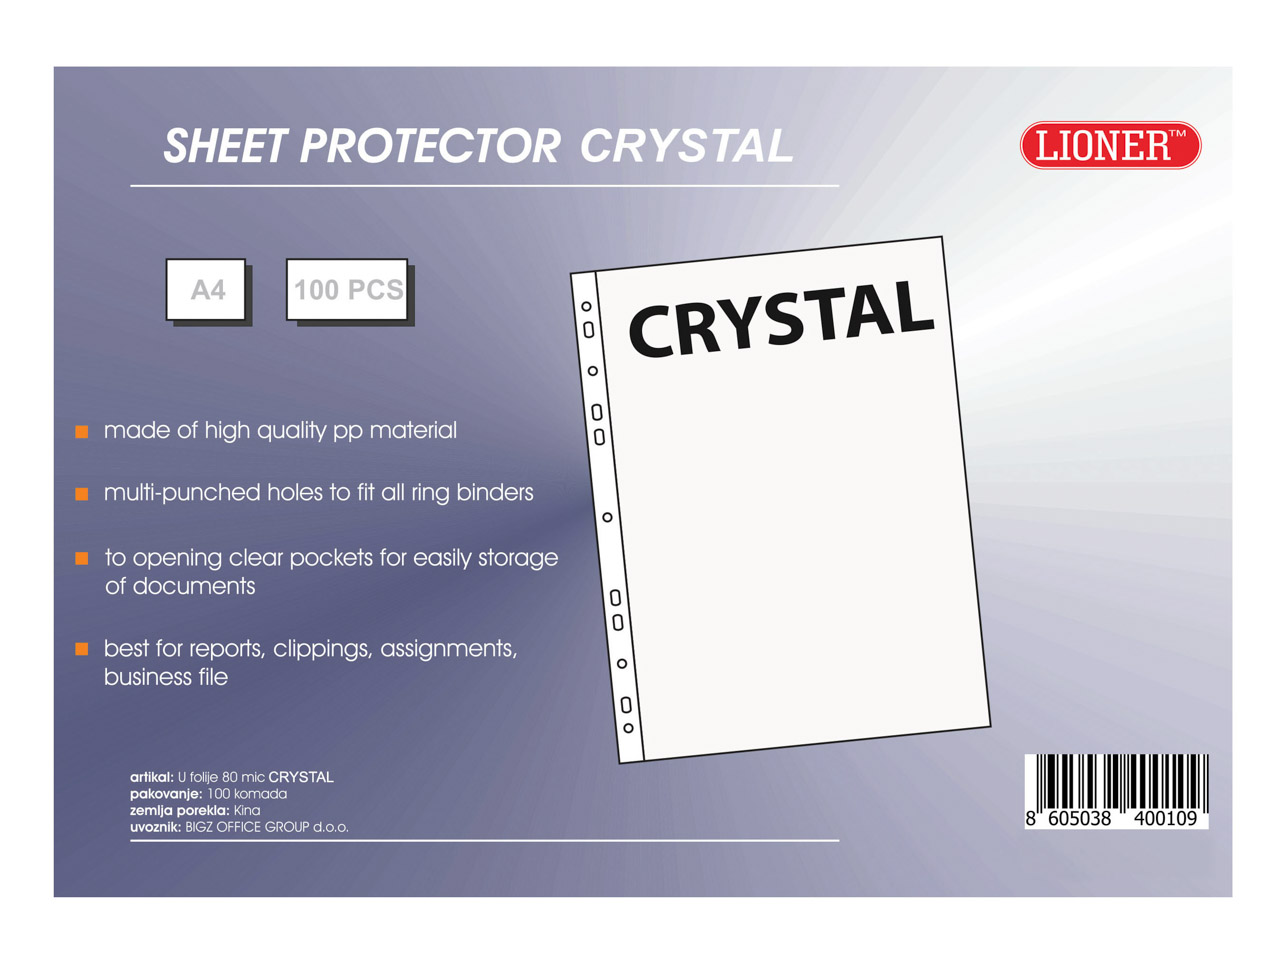 SHEET PROTECTOR CRYSTAL
LIONER™
A4
100 PCS
CRYSTAL
made of high quality pp material
multi-punched holes to fit all ring binders
to opening clear pockets for easily storage
of documents
best for reports, clippings, assignments,
business file
artikal: U folije 80 mic CRYSTAL
pakovanje: 100 komada
zemlja porekla: Kina
uvoznik: BIGZ OFFICE GROUP d.o.o.
8 605038 400109